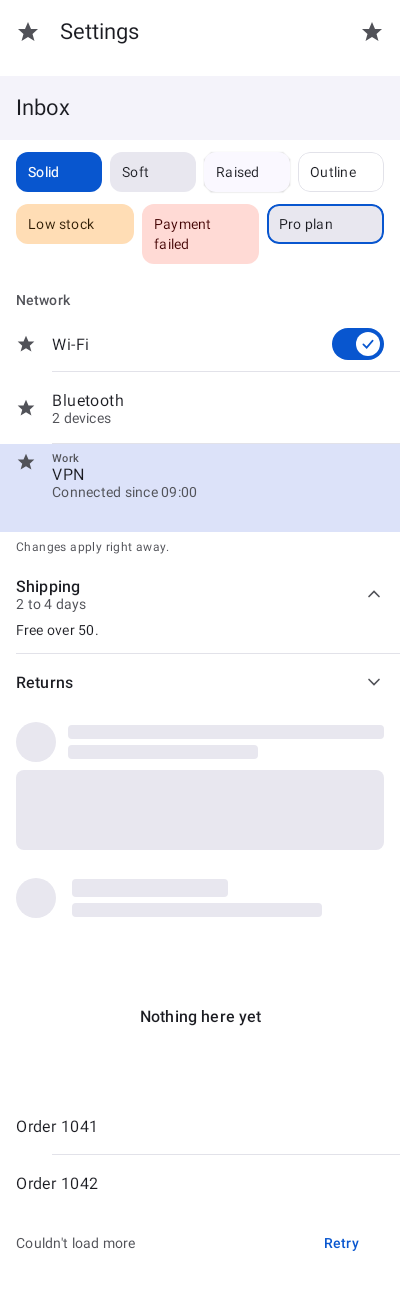 Settings
Inbox
Solid
Soft
Raised
Outline
Low stock
Payment
failed
Pro plan
Network
Wi-Fi
Bluetooth
2 devices
Work
VPN
Connected since 09:00
Changes apply right away.
Shipping
2 to 4 days
Free over 50.
Returns
Nothing here yet
Order 1041
Order 1042
Couldn't load more
Retry